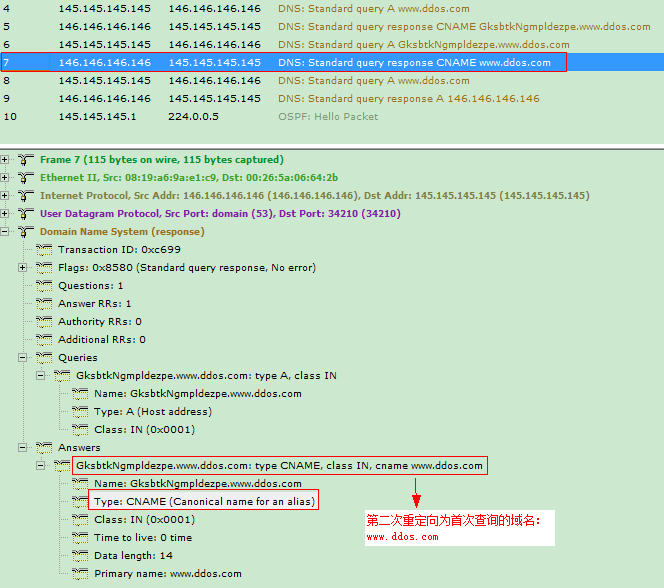 4 145.145.145.145 146.146.146.146 DNS: Standard query A www.ddos.com
5 146.146.146.146 145.145.145.145 DNS: Standard query response CNAME GksbtkNgmpldezpe.www.ddos.com
6 145.145.145.145 146.146.146.146 DNS: Standard query A GksbtkNgmpldezpe.www.ddos.com
7 146.146.146.146 145.145.145.145 DNS: Standard query response CNAME www.ddos.com
8 145.145.145.145 146.146.146.146 DNS: Standard query A www.ddos.com
9 146.146.146.146 145.145.145.145 DNS: Standard query response A 146.146.146.146
10 145.145.145.1 224.0.0.5 OSPF: Hello Packet
Frame 7 (115 bytes on wire, 115 bytes captured)
Ethernet II, Src: 08:19:a6:9a:e1:c9, Dst: 00:26:5a:06:64:2b
Internet Protocol, Src Addr: 146.146.146.146 (146.146.146.146), Dst Addr: 145.145.145.145 (145.145.145.145)
User Datagram Protocol, Src Port: domain (53), Dst Port: 34210 (34210)
Domain Name System (response)
Transaction ID: 0xc699
Flags: 0x8580 (Standard query response, No error)
Questions: 1
Answer RRs: 1
Authority RRs: 0
Additional RRs: 0
Queries
GksbtkNgmpldezpe.www.ddos.com: type A, class IN
Name: GksbtkNgmpldezpe.www.ddos.com
Type: A (Host address)
Class: IN (0x0001)
Answers
GksbtkNgmpldezpe.www.ddos.com: type CNAME, class IN, cname www.ddos.com
Name: GksbtkNgmpldezpe.www.ddos.com
Type: CNAME (Canonical name for an alias)
Class: IN (0x0001)
Time to live: 0 time
Data length: 14
Primary name: www.ddos.com
第二次重定向为首次查询的域名：
www.ddos.com